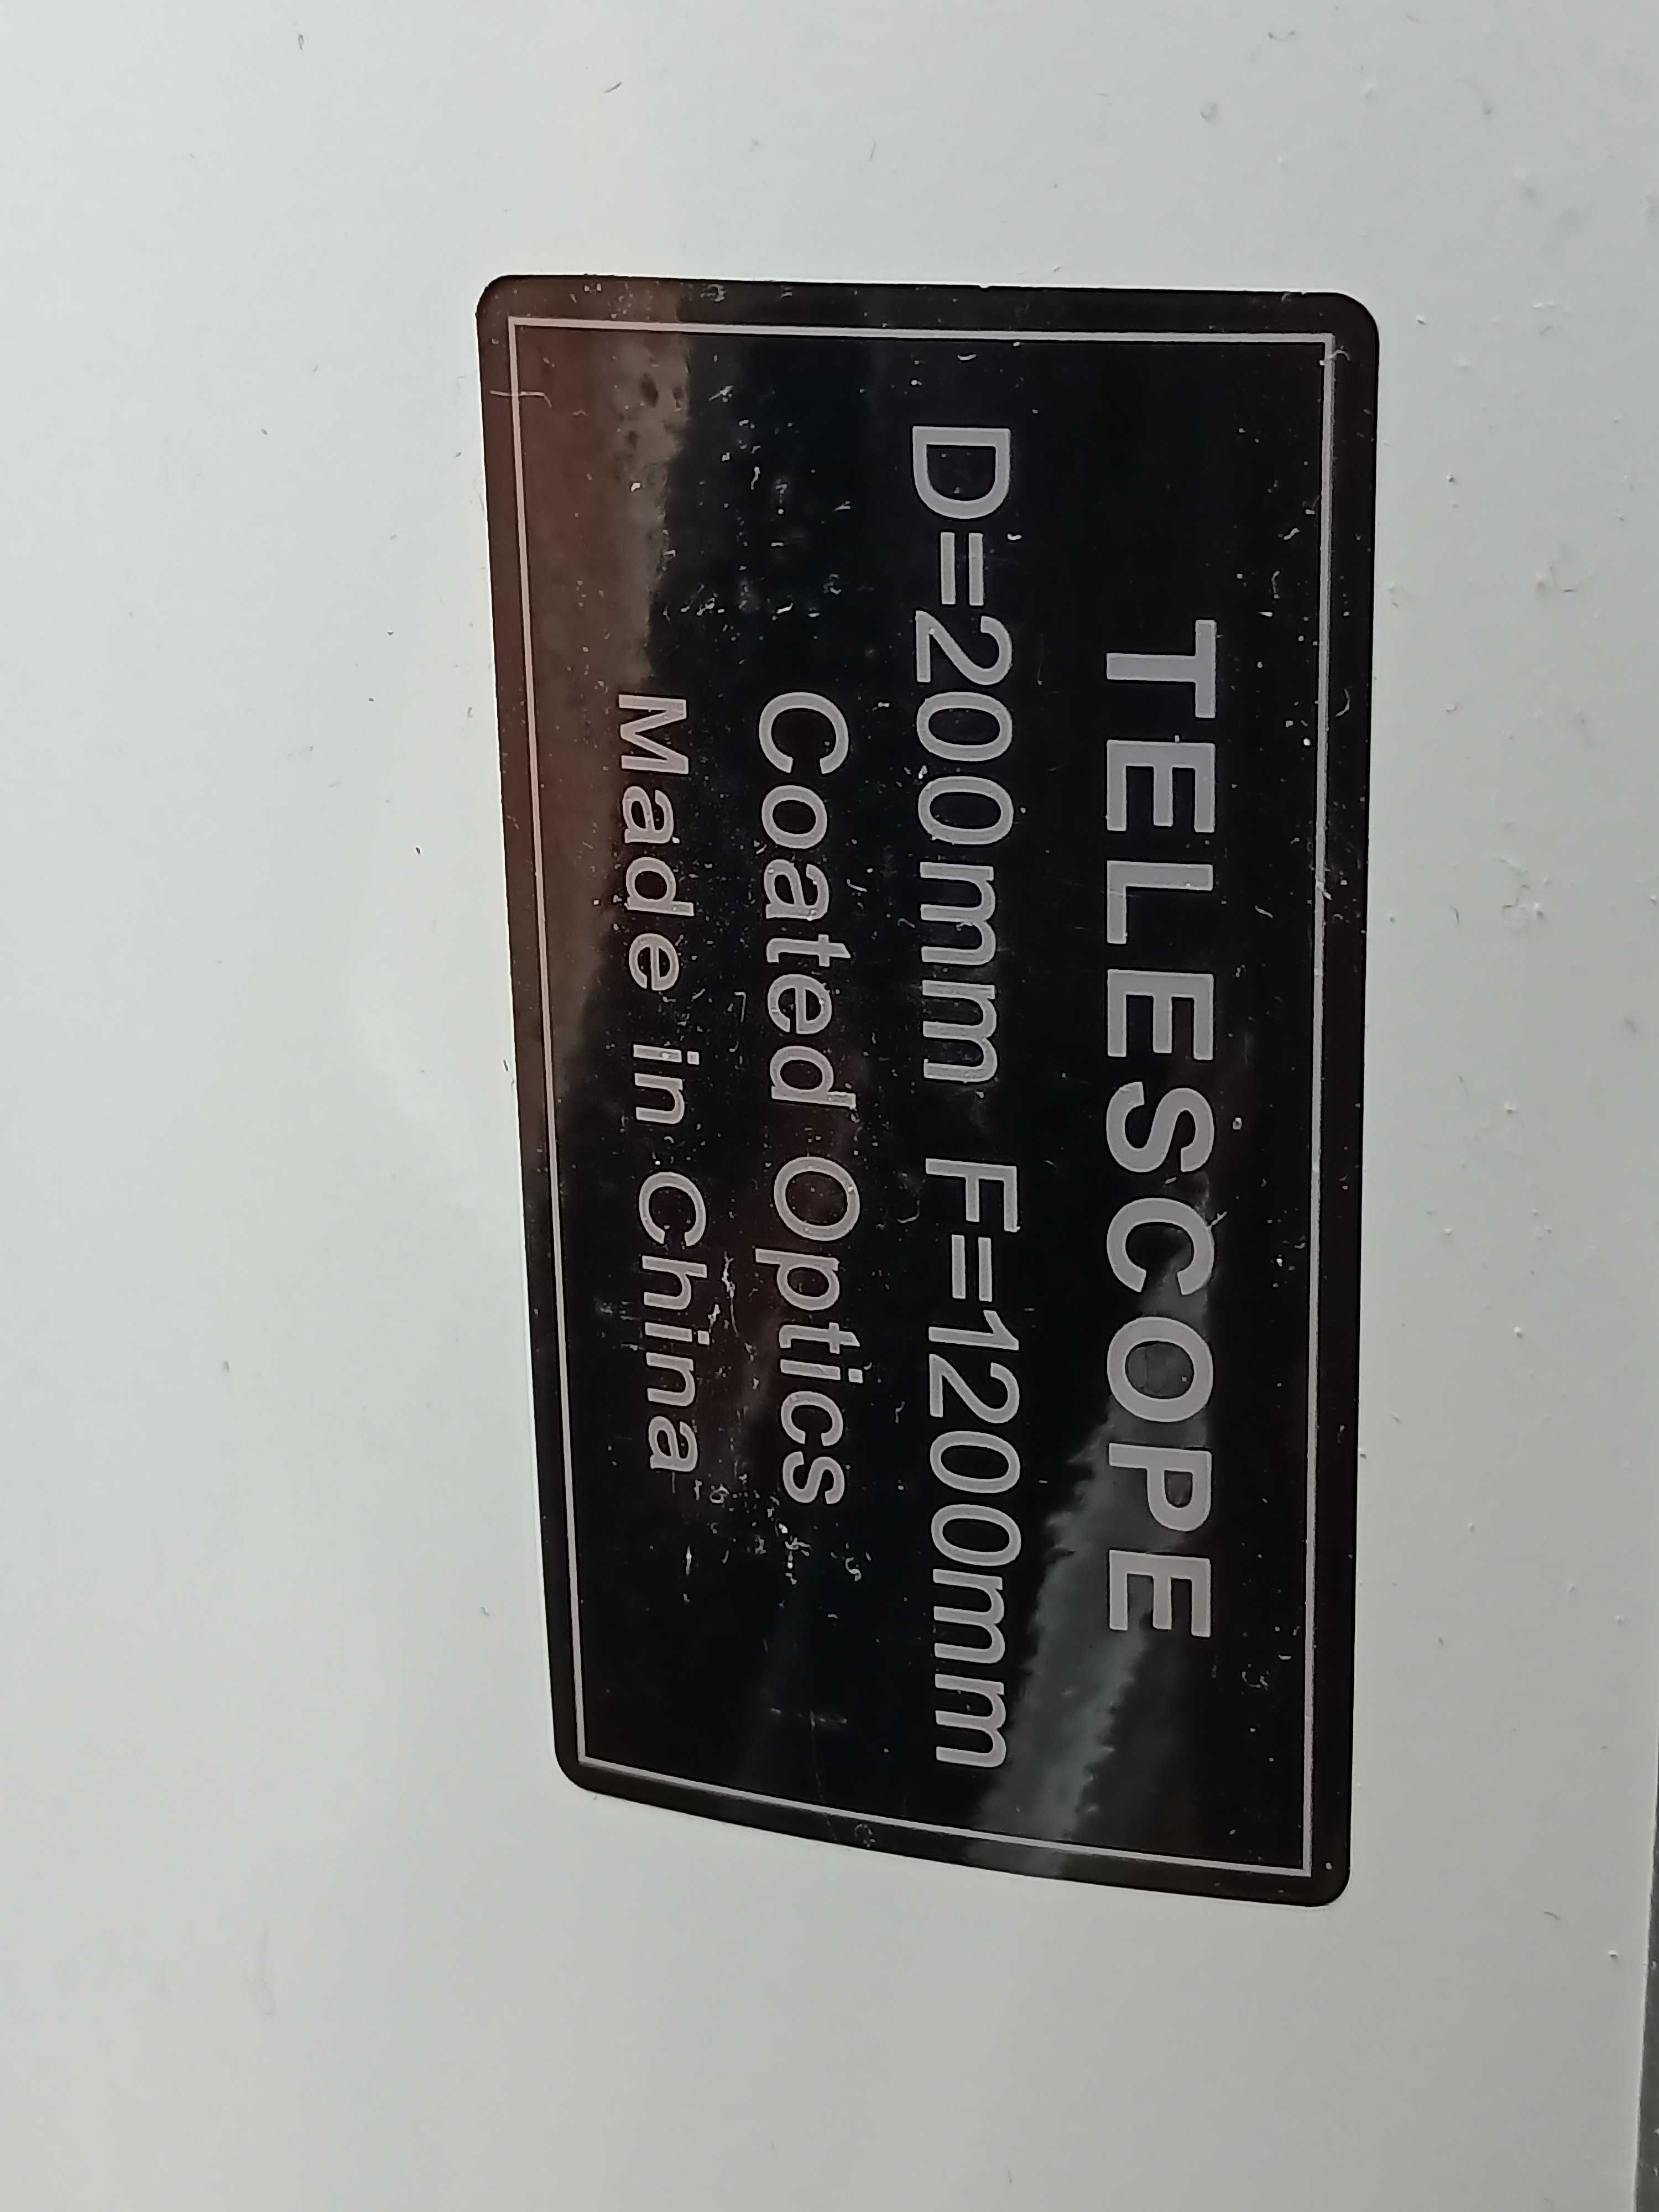 TELESCOPE
D=200mm F=1200mm
Coated Optics
Made in China